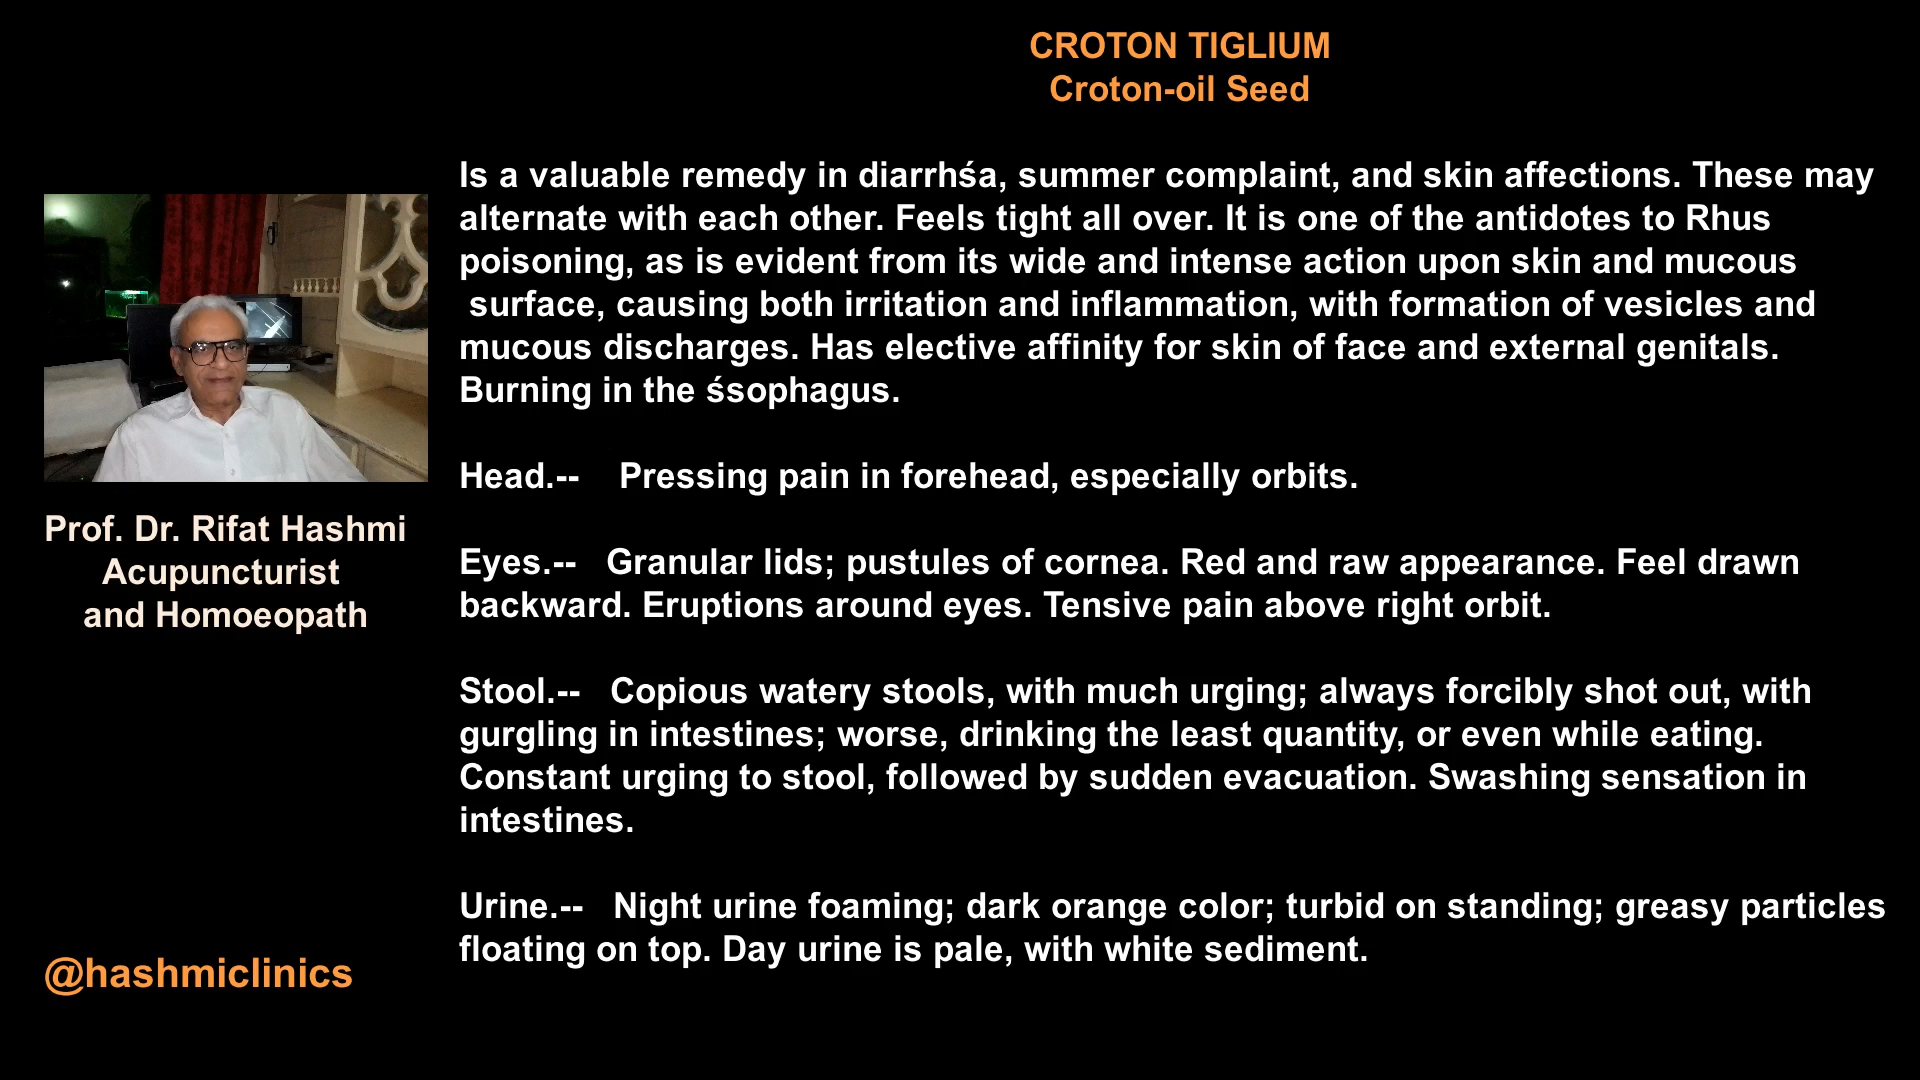 CROTON TIGLIUM
Croton-oil Seed
Is a valuable remedy in diarrhśa, summer complaint, and skin affections. These may
alternate with each other. Feels tight all over. It is one of the antidotes to Rhus
poisoning, as is evident from its wide and intense action upon skin and mucous
surface, causing both irritation and inflammation, with formation of vesicles and
mucous discharges. Has elective affinity for skin of face and external genitals.
Burning in the śsophagus.
Head.-- Pressing pain in forehead, especially orbits.
Eyes.-- Granular lids; pustules of cornea. Red and raw appearance. Feel drawn
backward. Eruptions around eyes. Tensive pain above right orbit.
Stool.-- Copious watery stools, with much urging; always forcibly shot out, with
gurgling in intestines; worse, drinking the least quantity, or even while eating.
Constant urging to stool, followed by sudden evacuation. Swashing sensation in
intestines.
Urine.-- Night urine foaming; dark orange color; turbid on standing; greasy particles
floating on top. Day urine is pale, with white sediment.
Prof. Dr. Rifat Hashmi
Acupuncturist
and Homoeopath
@hashmiclinics